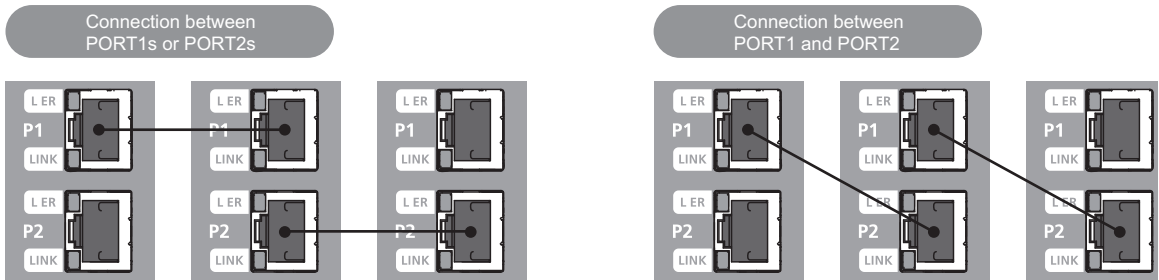 Connection between
PORT1s or PORT2s
L ER
P1
LINK
L ER
P2
LINK
L ER
P1
LINK
L ER
P2
LINK
L ER
P1
LINK
L ER
P2
LINK
Connection between
PORT1 and PORT2
L ER
P1
LINK
L ER
P2
LINK
L ER
P1
LINK
L ER
P2
LINK
L ER
P1
LINK
L ER
P2
LINK